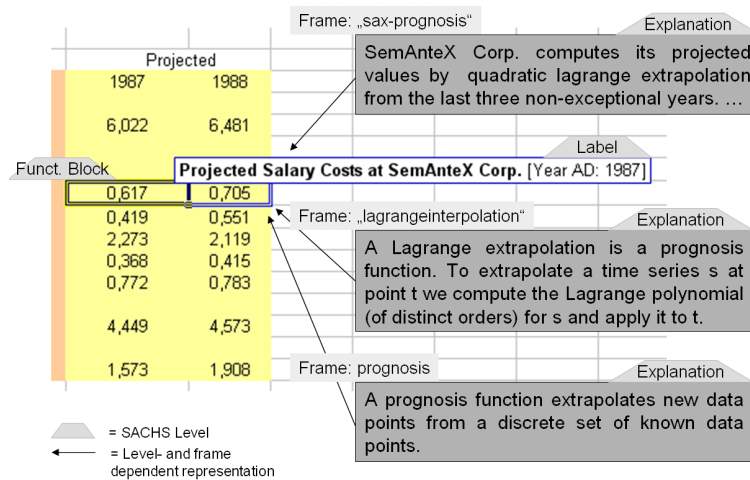 Frame: „sax-prognosis“
Explanation
SemAnteX Corp. computes its projected
values by quadratic lagrange extrapolation
from the last three non-exceptional years. …
Projected
1987 1988
6,022 6,481
Label
Funct. Block
Projected Salary Costs at SemAnteX Corp. [Year AD: 1987]
0,617 0,705
0,419 0,551
2,273 2,119
0,368 0,415
0,772 0,783
4,449 4,573
1,573 1,908
Frame: „lagrangeinterpolation“
Explanation
A Lagrange extrapolation is a prognosis
function. To extrapolate a time series s at
point t we compute the Lagrange polynomial
(of distinct orders) for s and apply it to t.
Frame: prognosis
Explanation
A prognosis function extrapolates new data
points from a discrete set of known data
points.
= SACHS Level
= Level- and frame
dependent representation